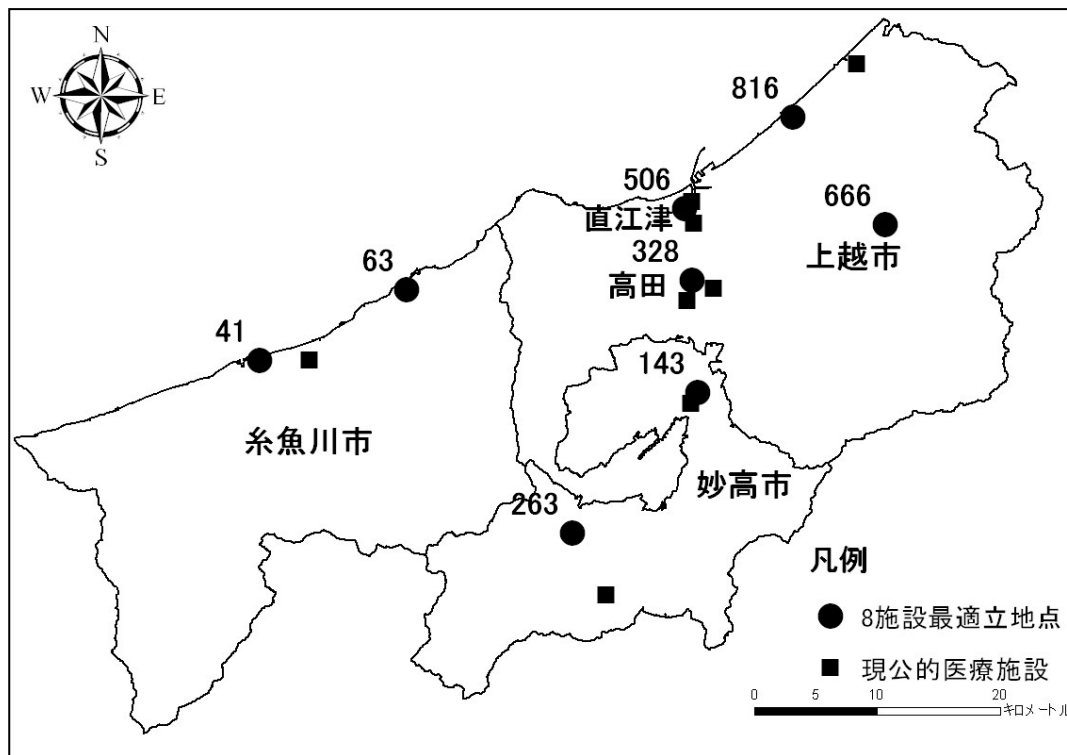 N
W
E
S
816
506
直江津
666
328
上越市
高田
63
41
143
糸魚川市
妙高市
263
凡例
8施設最適立地点
現公的医療施設
0 5 10 20
キロメートル